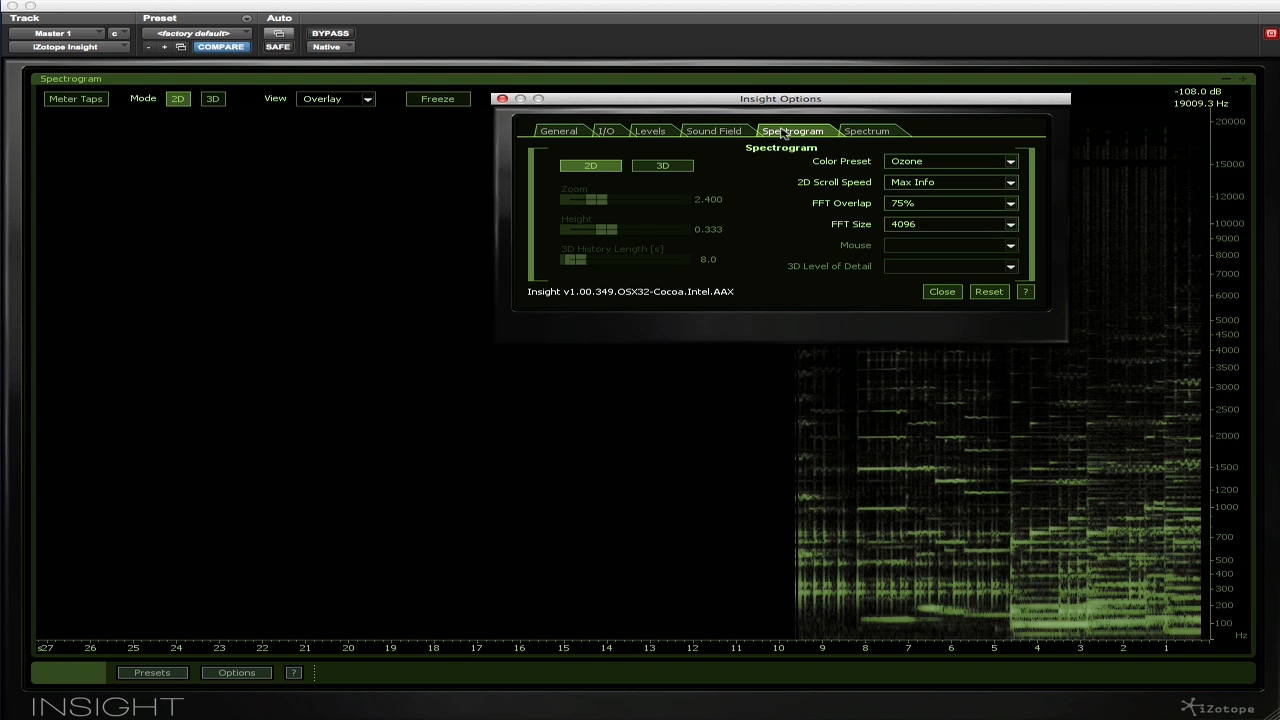 Track Preset Auto
Master 1 c <factory default> BYPASS
iZotope Insight - + COMPARE SAFE Native
Spectrogram
Meter Taps Mode 2D 3D View Overlay Freeze
-108.0 dB
19009.3 Hz
Insight Options
General I/O Levels Sound Field Spectrogram Spectrum
Spectrogram
2D 3D
Zoom 2.400
Height 0.333
3D History Length [s] 8.0
Color Preset Ozone
2D Scroll Speed Max Info
FFT Overlap 75%
FFT Size 4096
Mouse
3D Level of Detail
Insight v1.00.349.OSX32-Cocoa.Intel.AAX Close Reset ?
20000
15000
12000
10000
9000
8000
7000
6000
5000
4500
4000
3500
3000
2500
2000
1500
1200
1000
700
500
400
300
200
100
Hz
s27 26 25 24 23 22 21 20 19 18 17 16 15 14 13 12 11 10 9 8 7 6 5 4 3 2 1
Presets Options ?
INSIGHT
iZotope